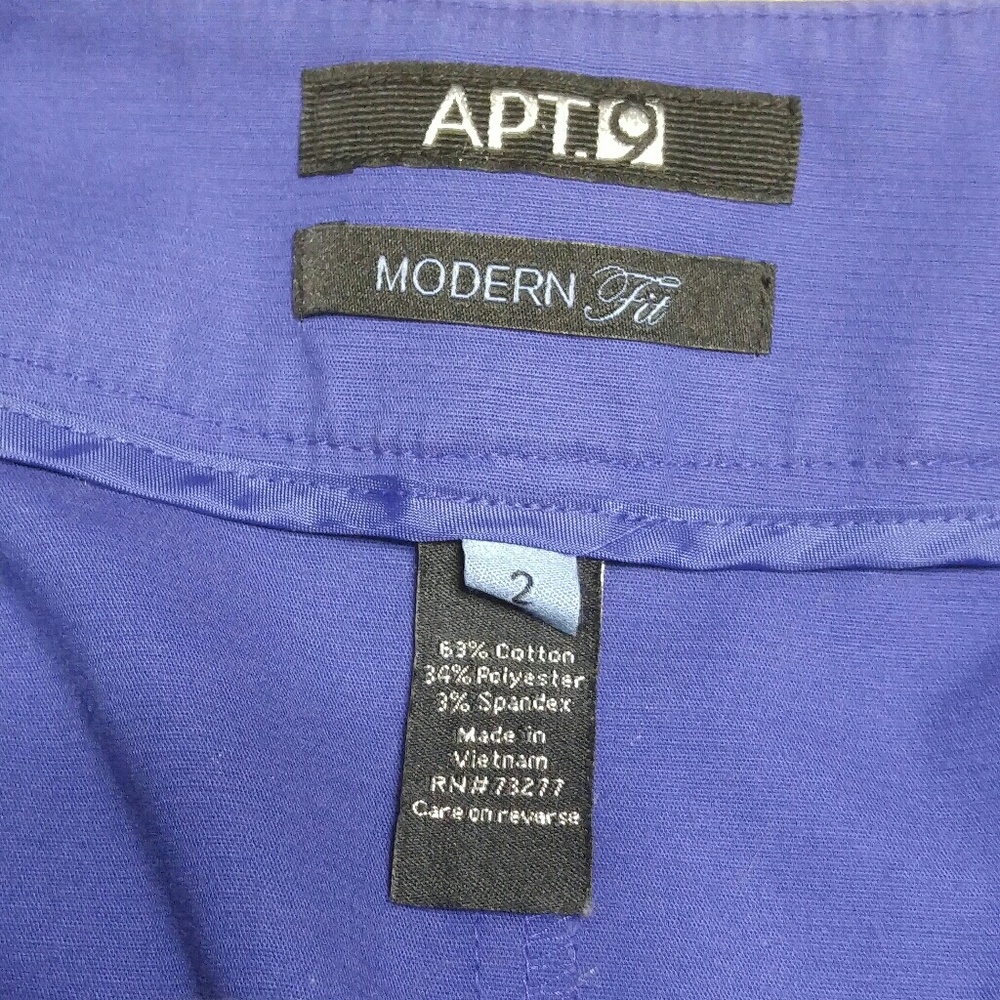 APT.9
MODERN Fit
2
63% Cotton
34% Polyester
3% Spandex
Made in
Vietnam
RN# 73277
Care on reverse